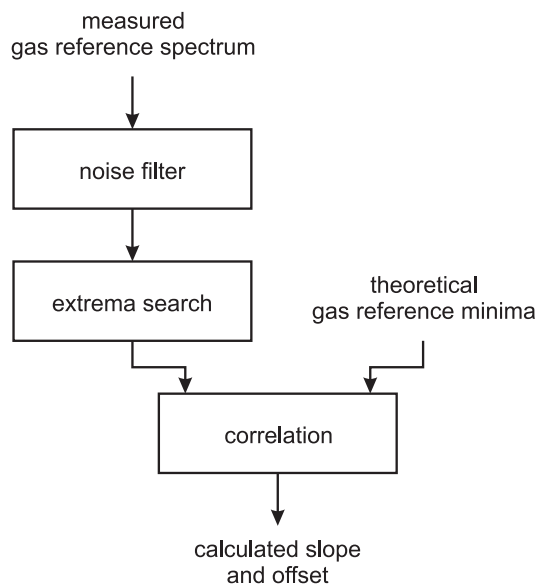 measured
gas reference spectrum
noise filter
extrema search
theoretical
gas reference minima
correlation
calculated slope
and offset